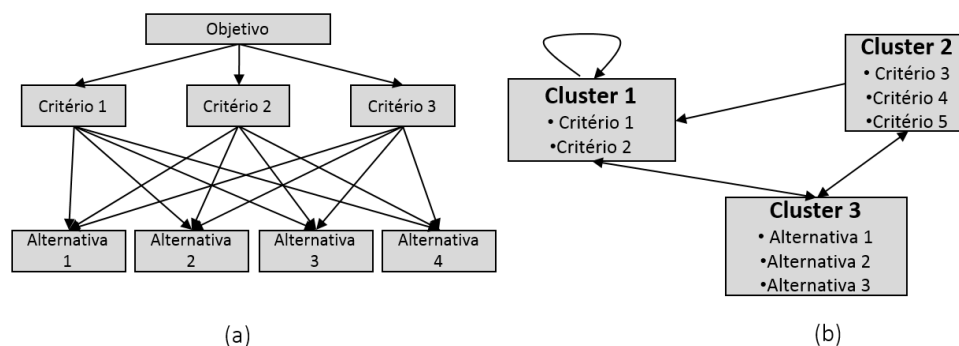 Objetivo
Critério 1
Critério 2
Critério 3
Alternativa
1
Alternativa
2
Alternativa
3
Alternativa
4
(a)
Cluster 1
• Critério 1
•Critério 2
Cluster 2
• Critério 3
•Critério 4
•Critério 5
Cluster 3
• Alternativa 1
•Alternativa 2
•Alternativa 3
(b)